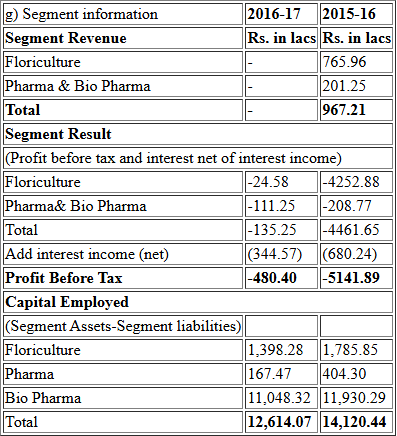 g) Segment information 2016-17 2015-16
Segment Revenue Rs. in lacs Rs. in lacs
Floriculture - 765.96
Pharma & Bio Pharma - 201.25
Total - 967.21
Segment Result
(Profit before tax and interest net of interest income)
Floriculture -24.58 -4252.88
Pharma& Bio Pharma -111.25 -208.77
Total -135.25 -4461.65
Add interest income (net) (344.57) (680.24)
Profit Before Tax -480.40 -5141.89
Capital Employed
(Segment Assets-Segment liabilities)
Floriculture 1,398.28 1,785.85
Pharma 167.47 404.30
Bio Pharma 11,048.32 11,930.29
Total 12,614.07 14,120.44